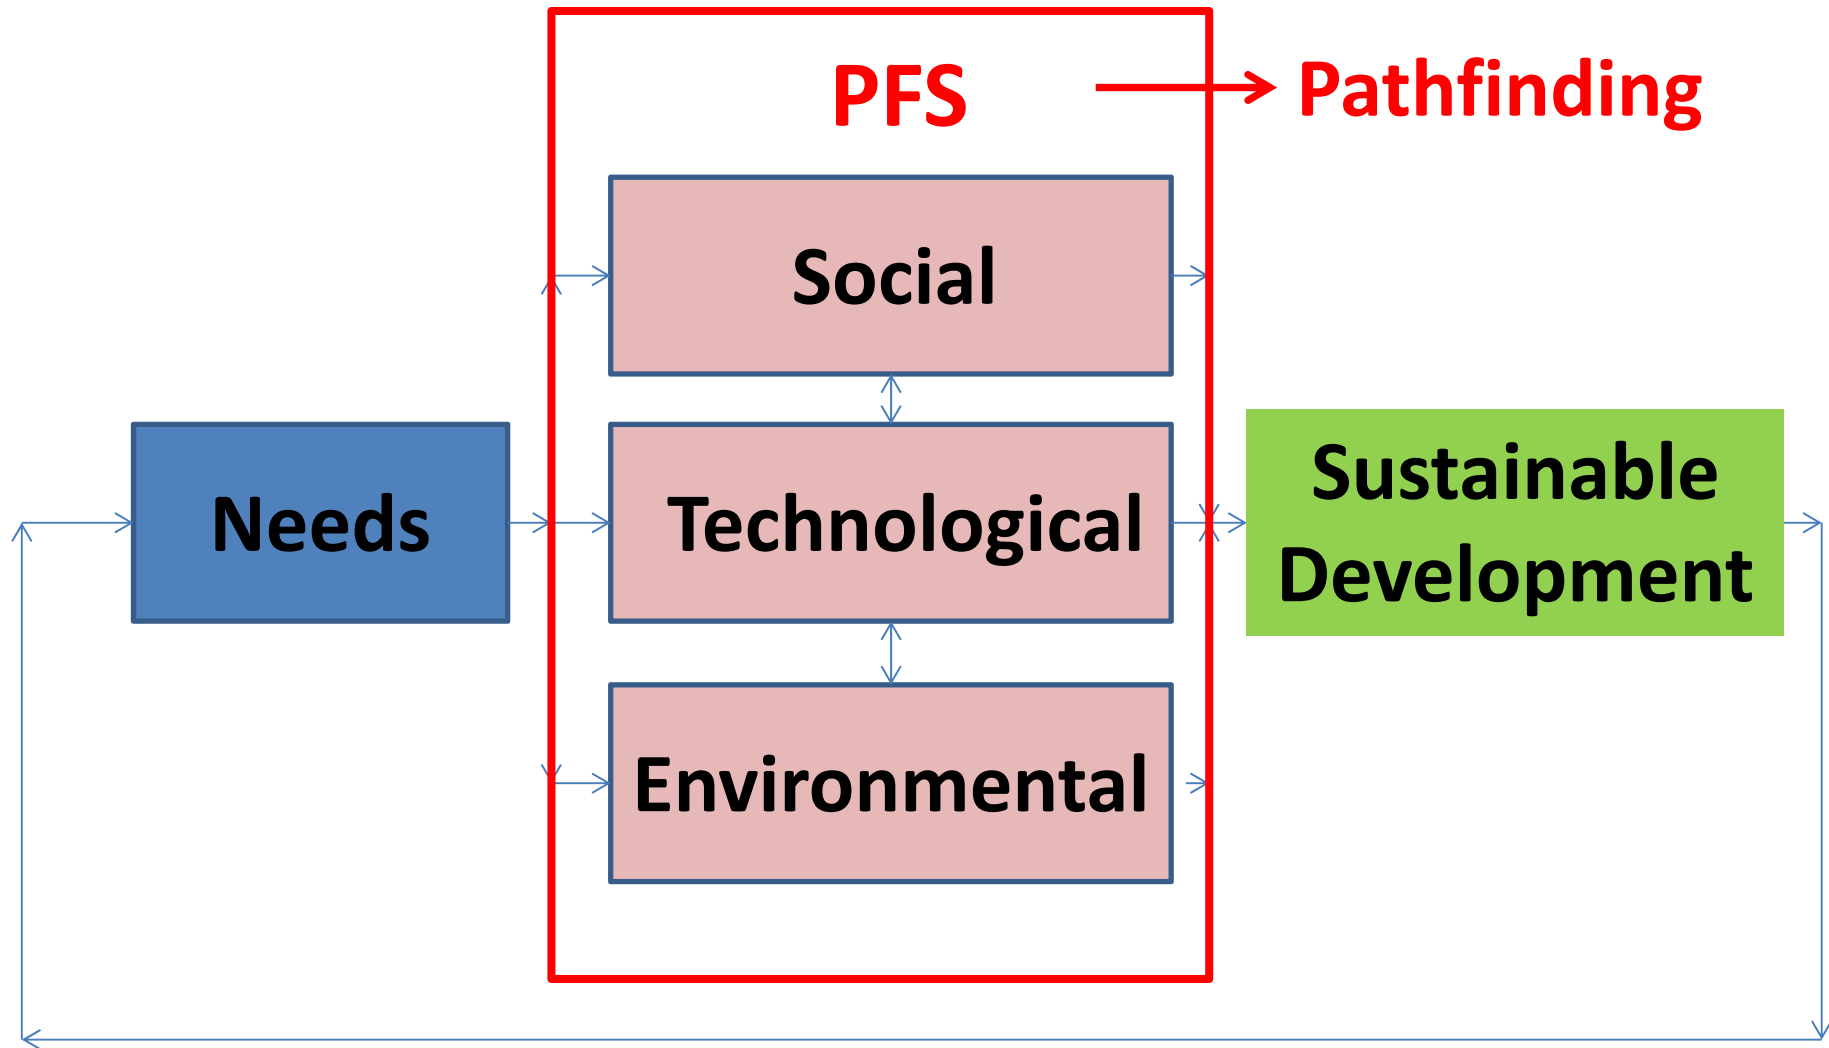 PFS
Pathfinding
Social
Needs
Technological
Sustainable
Development
Environmental